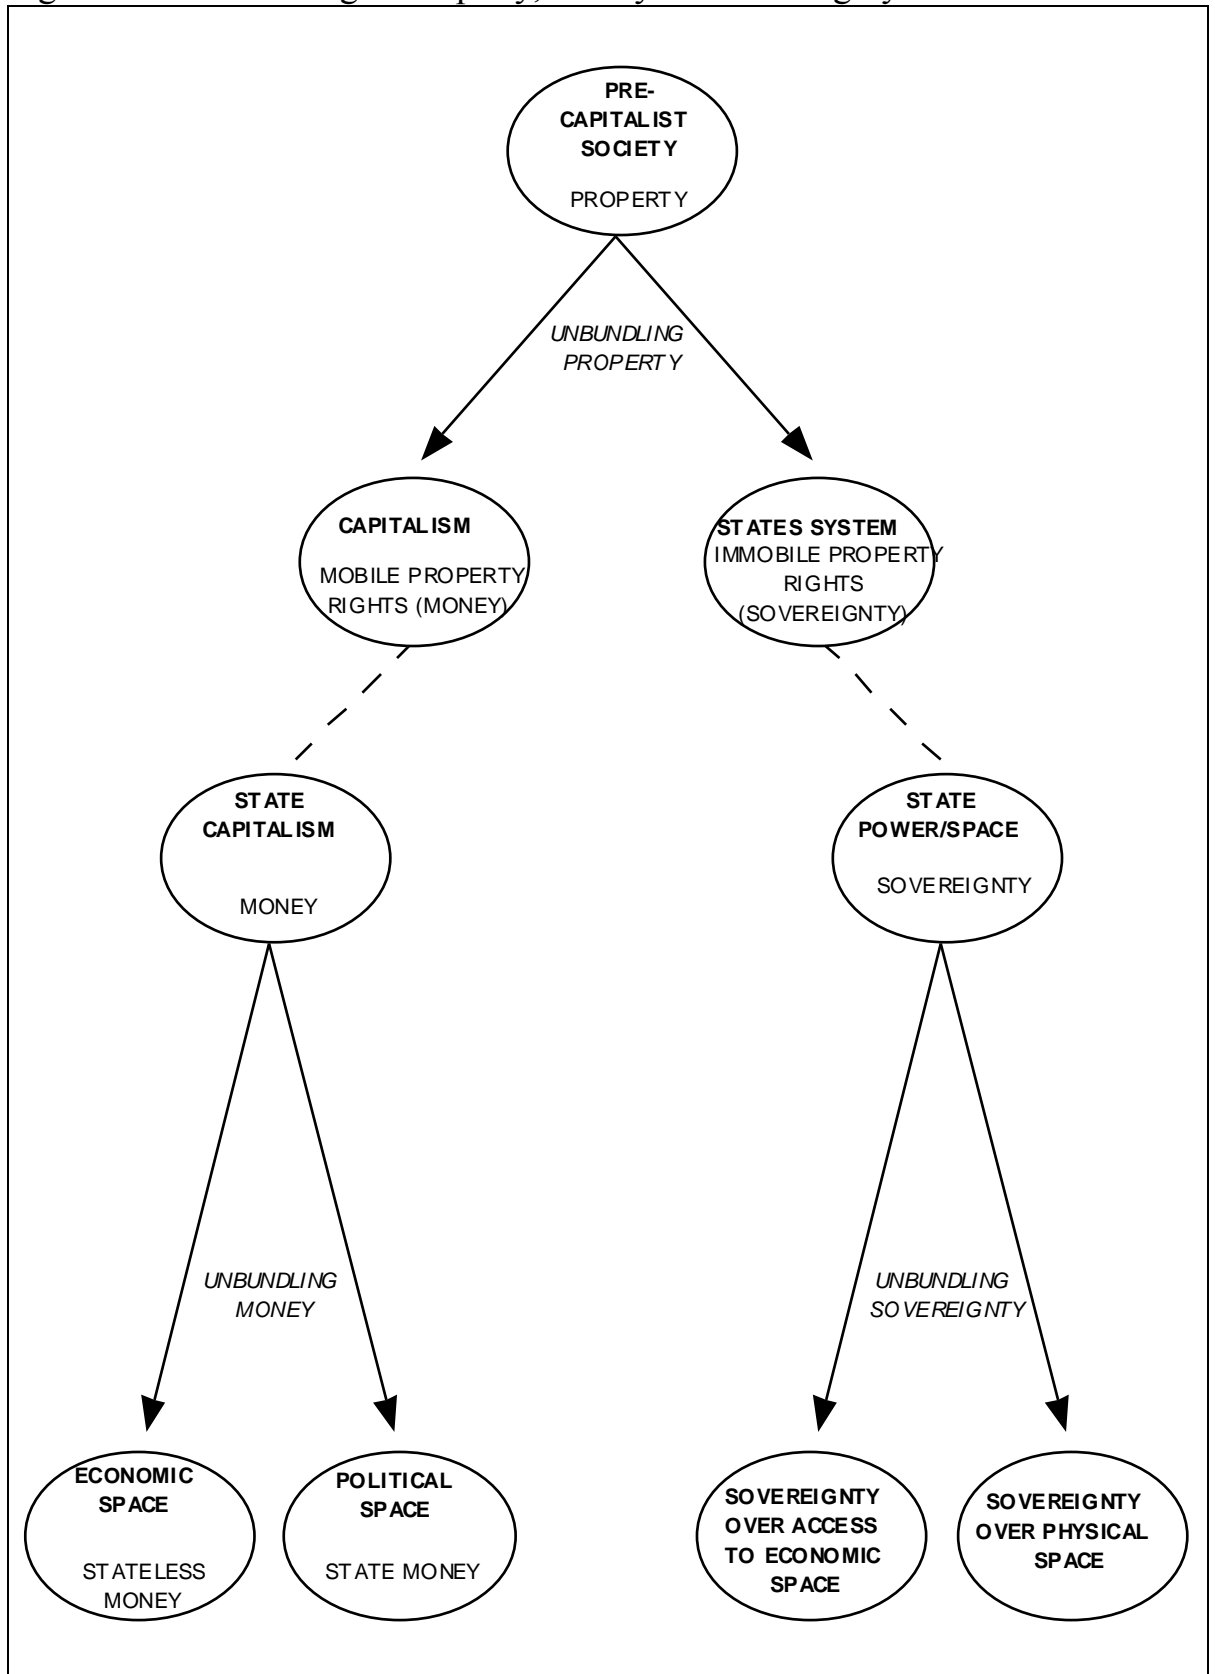 PRE-
CAPITALIST
SOCIETY
PROPERTY
UNBUNDLING
PROPERTY
CAPITALISM
MOBILE PROPERTY
RIGHTS (MONEY)
STATES SYSTEM
IMMOBILE PROPERTY
RIGHTS
(SOVEREIGNTY)
STATE
CAPITALISM
MONEY
STATE
POWER/SPACE
SOVEREIGNTY
UNBUNDLING
MONEY
UNBUNDLING
SOVEREIGNTY
ECONOMIC
SPACE
STATELESS
MONEY
POLITICAL
SPACE
STATE MONEY
SOVEREIGNTY
OVER ACCESS
TO ECONOMIC
SPACE
SOVEREIGNTY
OVER PHYSICAL
SPACE